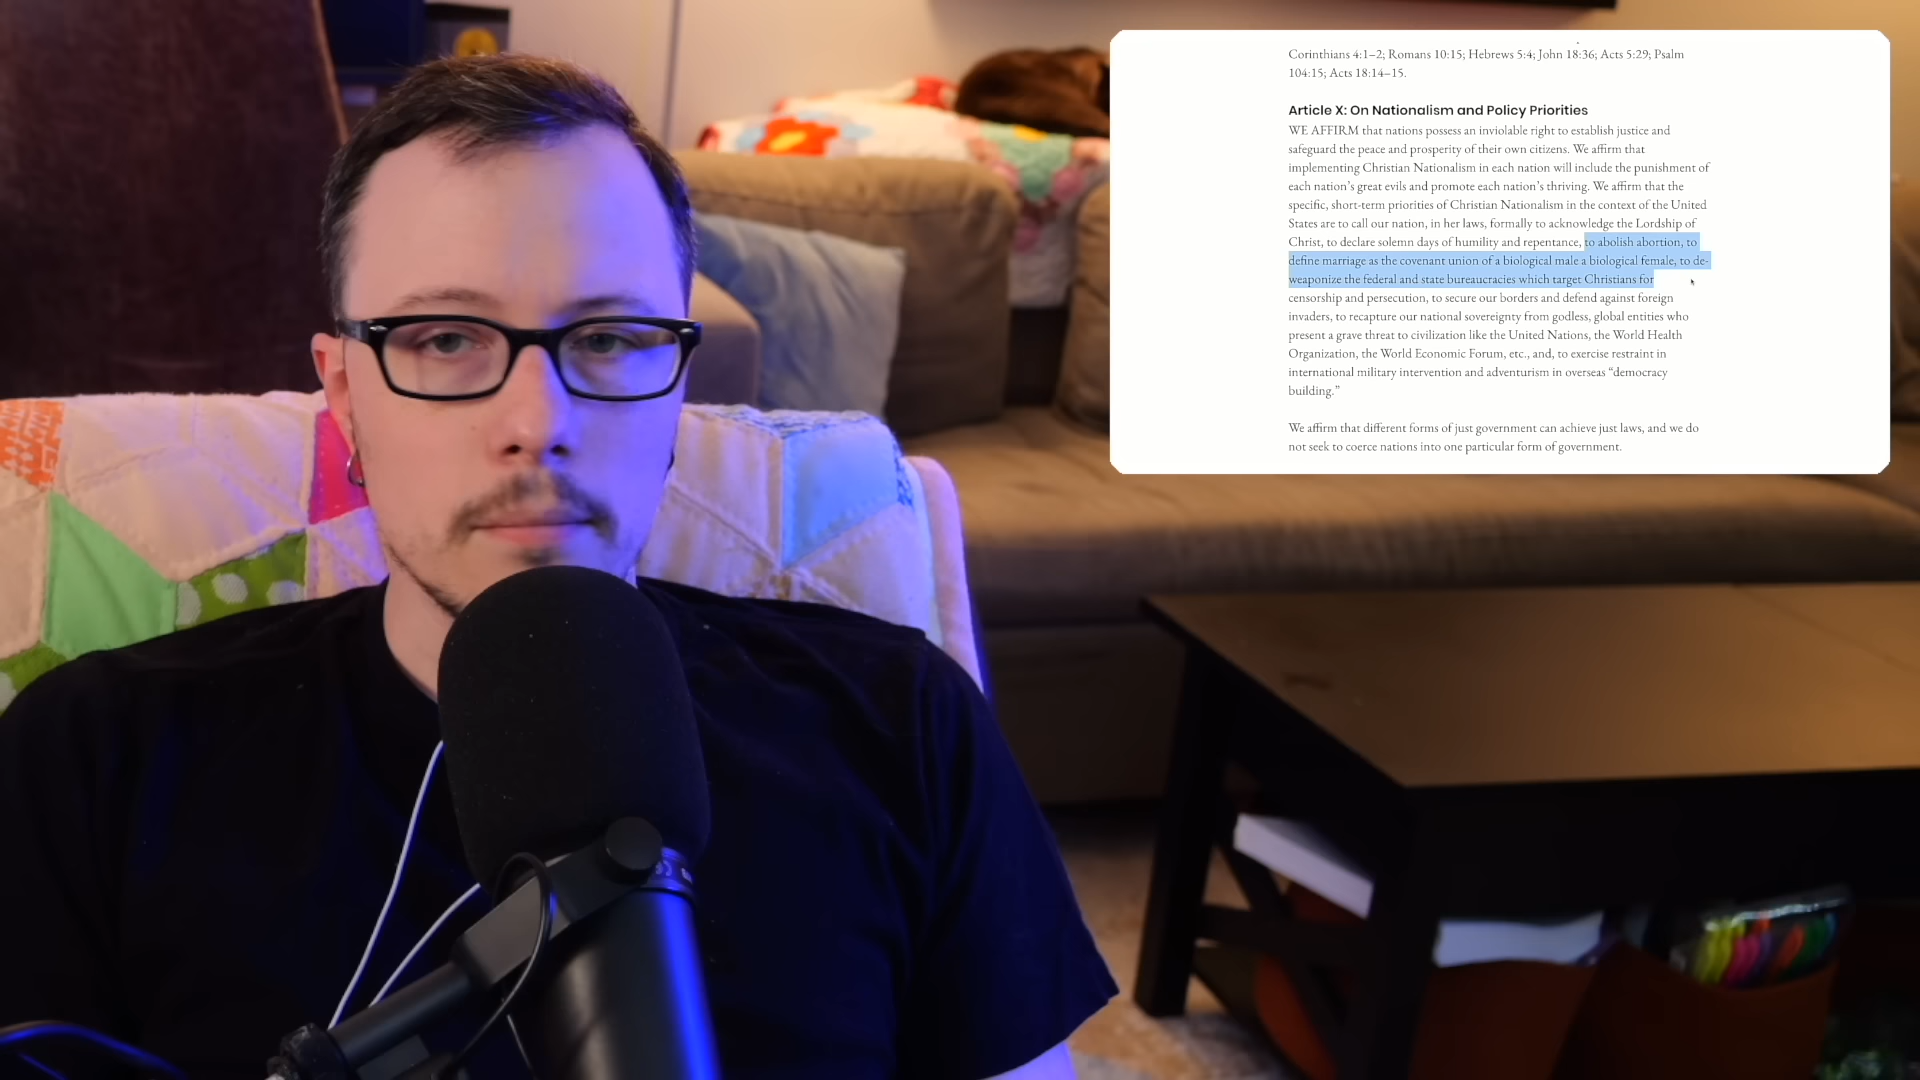 Corinthians 4:1–2; Romans 10:15; Hebrews 5:4; John 18:36; Acts 5:29; Psalm
104:15; Acts 18:14–15.
Article X: On Nationalism and Policy Priorities
WE AFFIRM that nations possess an inviolable right to establish justice and
safeguard the peace and prosperity of their own citizens. We affirm that
implementing Christian Nationalism in each nation will include the punishment of
each nation’s great evils and promote each nation’s thriving. We affirm that the
specific, short-term priorities of Christian Nationalism in the context of the United
States are to call our nation, in her laws, formally to acknowledge the Lordship of
Christ, to declare solemn days of humility and repentance, to abolish abortion, to
define marriage as the covenant union of a biological male a biological female, to de-
weaponize the federal and state bureaucracies which target Christians for
censorship and persecution, to secure our borders and defend against foreign
invaders, to recapture our national sovereignty from godless, global entities who
present a grave threat to civilization like the United Nations, the World Health
Organization, the World Economic Forum, etc., and, to exercise restraint in
international military intervention and adventurism in overseas “democracy
building.”
We affirm that different forms of just government can achieve just laws, and we do
not seek to coerce nations into one particular form of government.